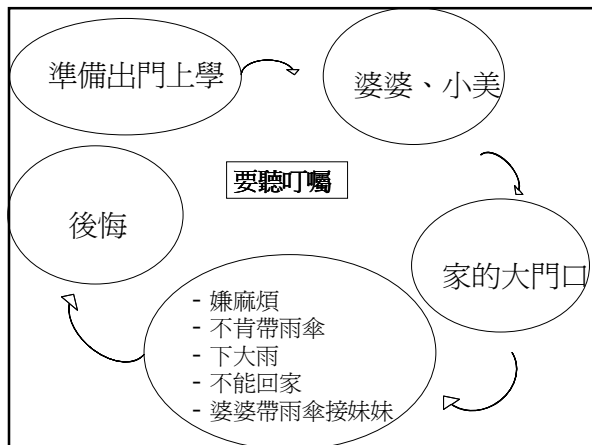 準備出門上學
婆婆、小美
要聽叮囑
後悔
家的大門口
- 嫌麻煩
- 不肯帶雨傘
- 下大雨
- 不能回家
- 婆婆帶雨傘接妹妹